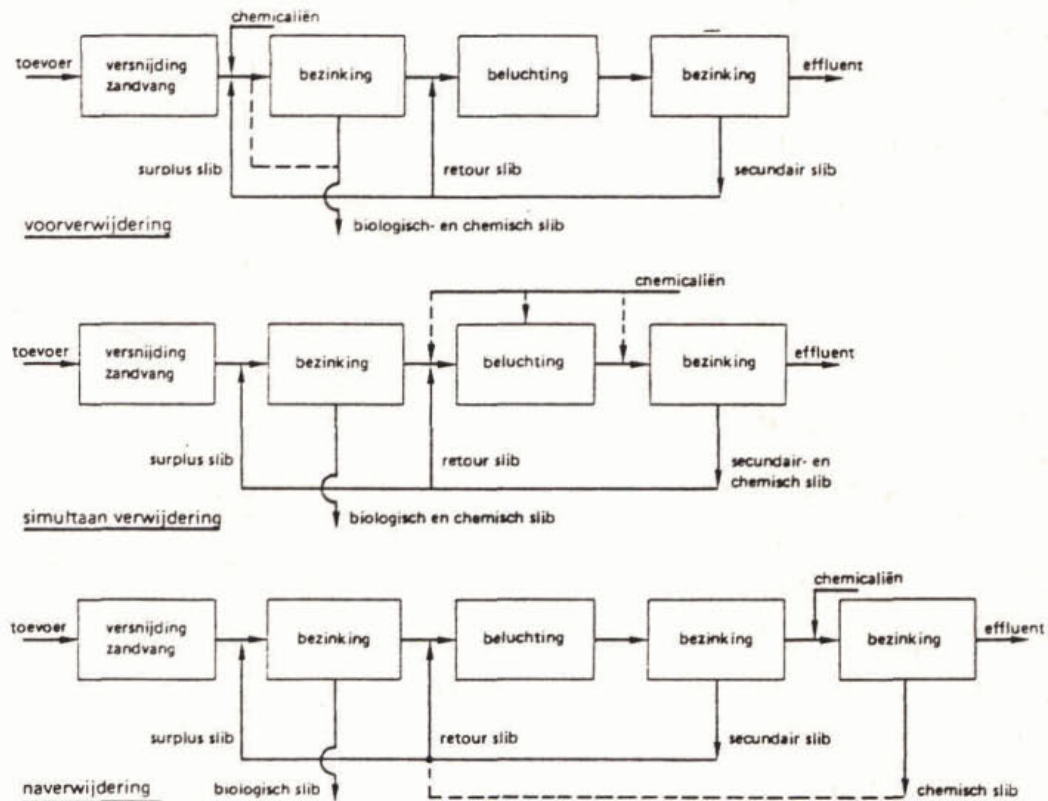 chemicaliën
toevoer
versnijding
zandvang
bezinking
beluchting
bezinking
effluent
surplus slib
retour slib
secundair slib
voorverwijdering
biologisch- en chemisch slib
cnemicaliën
toevoer
versnijding
zandvang
bezinking
beluchting
bezinking
effluent
surplus slib
retour slib
secundair- en
chemisch slib
simultaan verwijdering
biologisch en chemisch slib
chemicaliën
toevoer
versnijding
zandvang
bezinking
beluchting
bezinking
bezinking
effluent
surplus slib
retour slib
secundair slib
naverwijdering
biologisch slib
chemisch slib